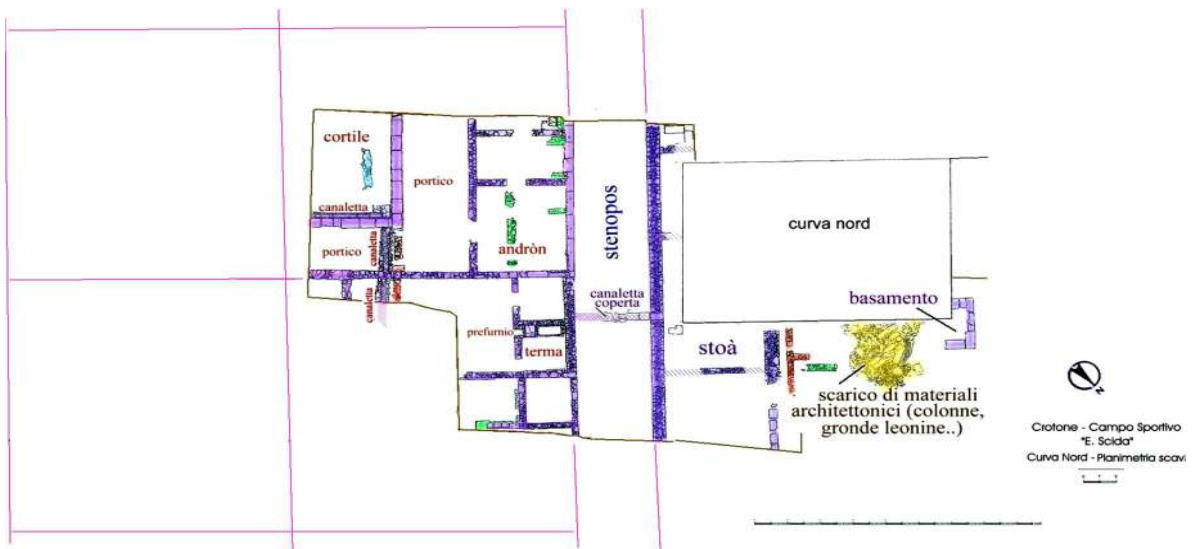 cortile
canaletta
portico
canaletta
canaletta
portico
andròn
prefurnio
terma
stenopos
canaletta
coperta
curva nord
basamento
stoà
scarico di materiali
architettonici (colonne,
gronde leonine..)
N
Crotone - Campo Sportivo
"E. Scida"
Curva Nord - Planimetria scavi